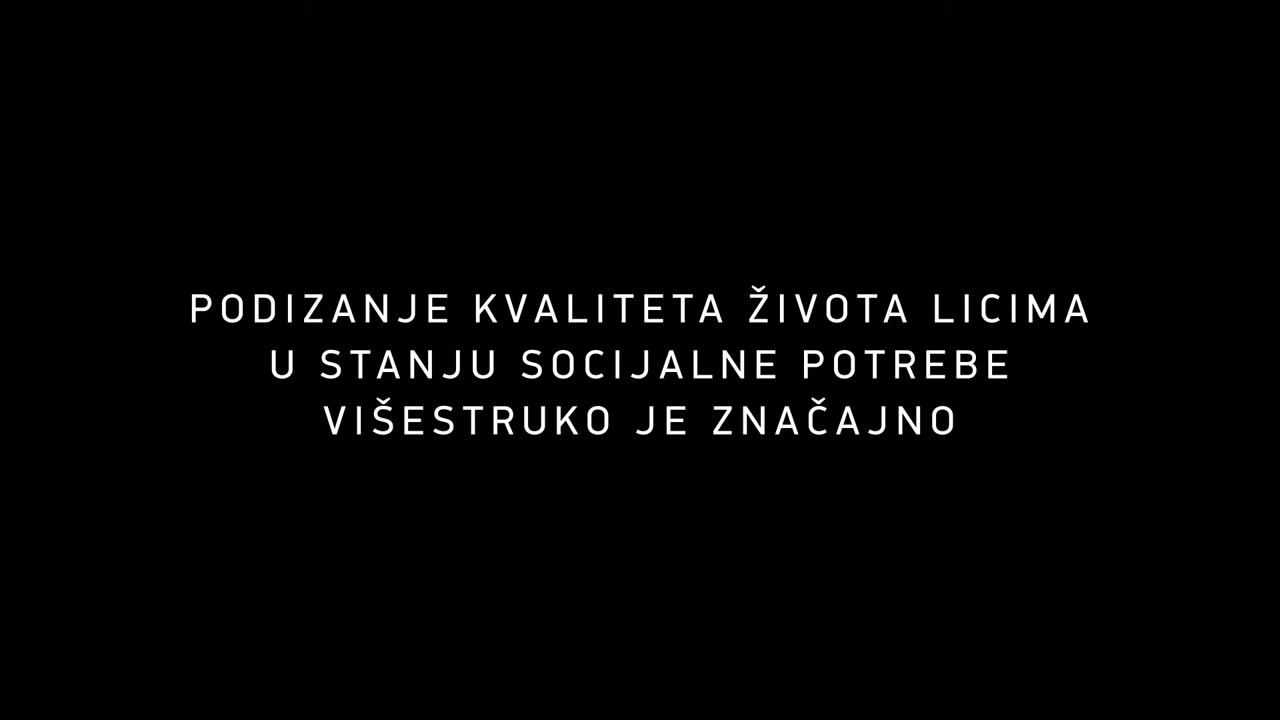 PODIZANJE KVALITETA ŽIVOTA LICIMA
U STANJU SOCIJALNE POTREBE
VIŠESTRUKO JE ZNAČAJNO